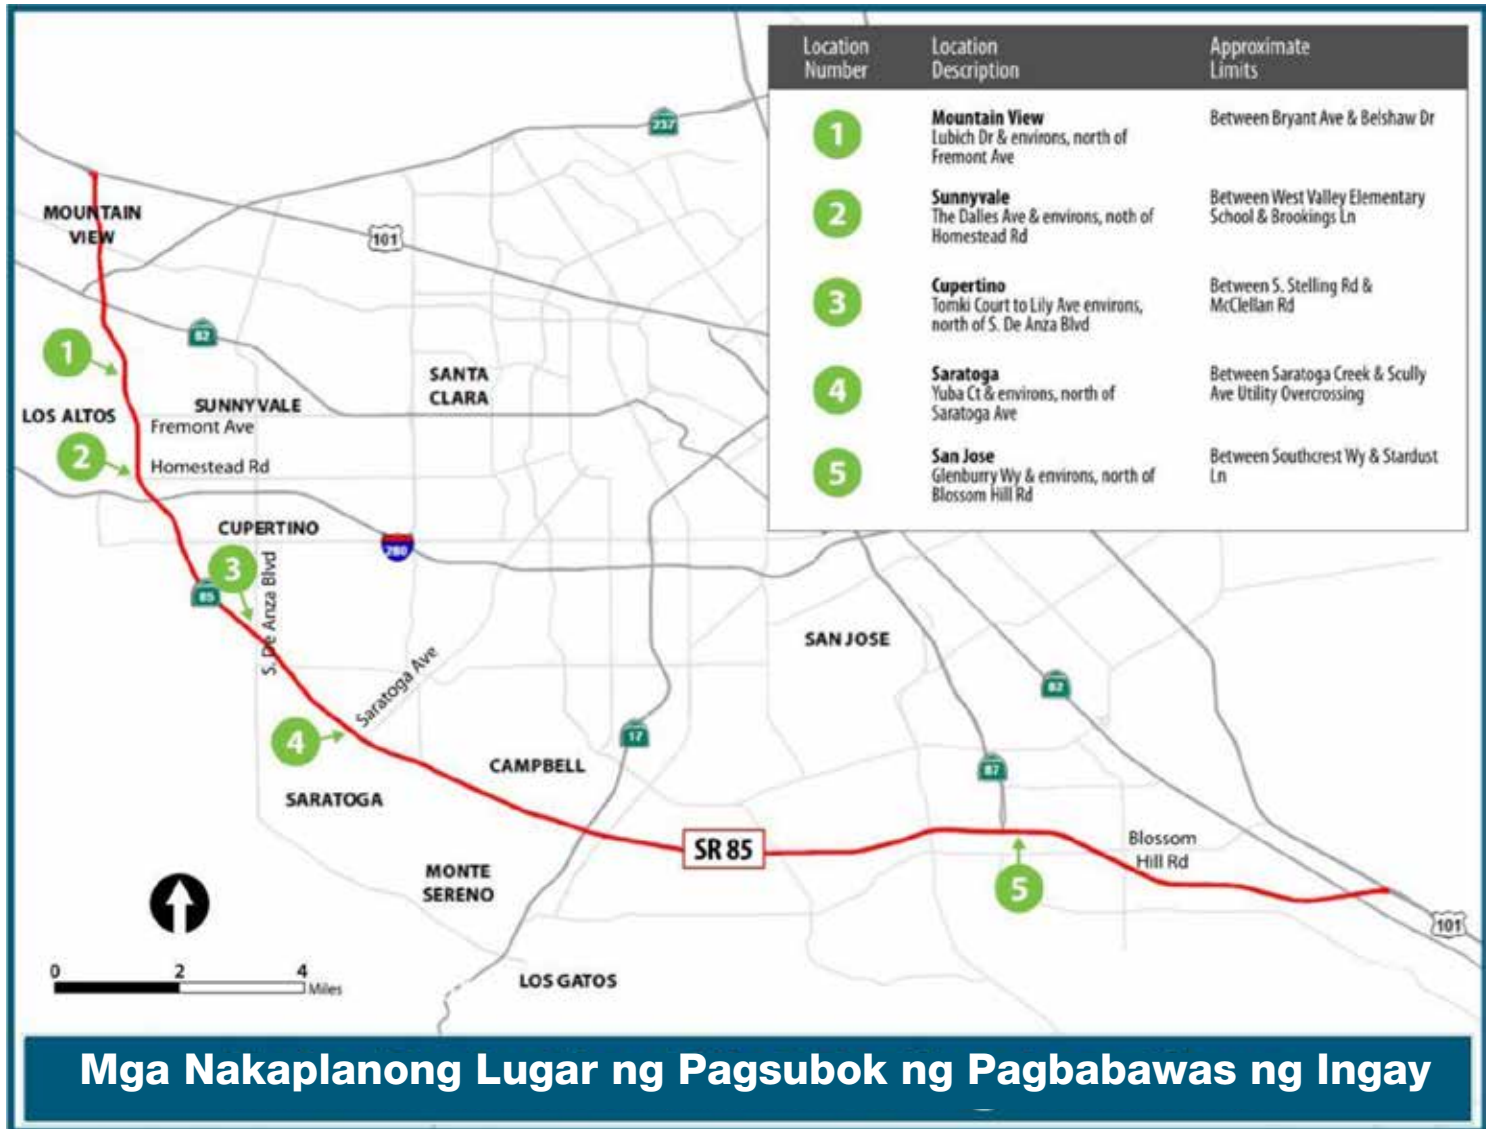 Location
Number
Location
Description
Approximate
Limits
1
Mountain View
Lubich Dr & environs, north of
Fremont Ave
Between Bryant Ave & Belshaw Dr
2
Sunnyvale
The Dalles Ave & environs, noth of
Homestead Rd
Between West Valley Elementary
School & Brookings Ln
3
Cupertino
Tomki Court to Lily Ave environs,
north of S. De Anza Blvd
Between S. Stelling Rd &
McClellan Rd
4
Saratoga
Yuba Ct & environs, north of
Saratoga Ave
Between Saratoga Creek & Scully
Ave Utility Overcrossing
5
San Jose
Glenburry Wy & environs, north of
Blossom Hill Rd
Between Southcrest Wy & Stardust
Ln
237
MOUNTAIN
VIEW
101
82
1
SANTA
CLARA
LOS ALTOS
SUNNYVALE
Fremont Ave
2
Homestead Rd
CUPERTINO
280
3
85
S. De Anza Blvd
SAN JOSE
82
Saratoga Ave
4
17
CAMPBELL
87
SARATOGA
SR 85
Blossom
Hill Rd
MONTE
SERENO
5
101
LOS GATOS
0 2 4
Miles
Mga Nakaplanong Lugar ng Pagsubok ng Pagbabawas ng Ingay